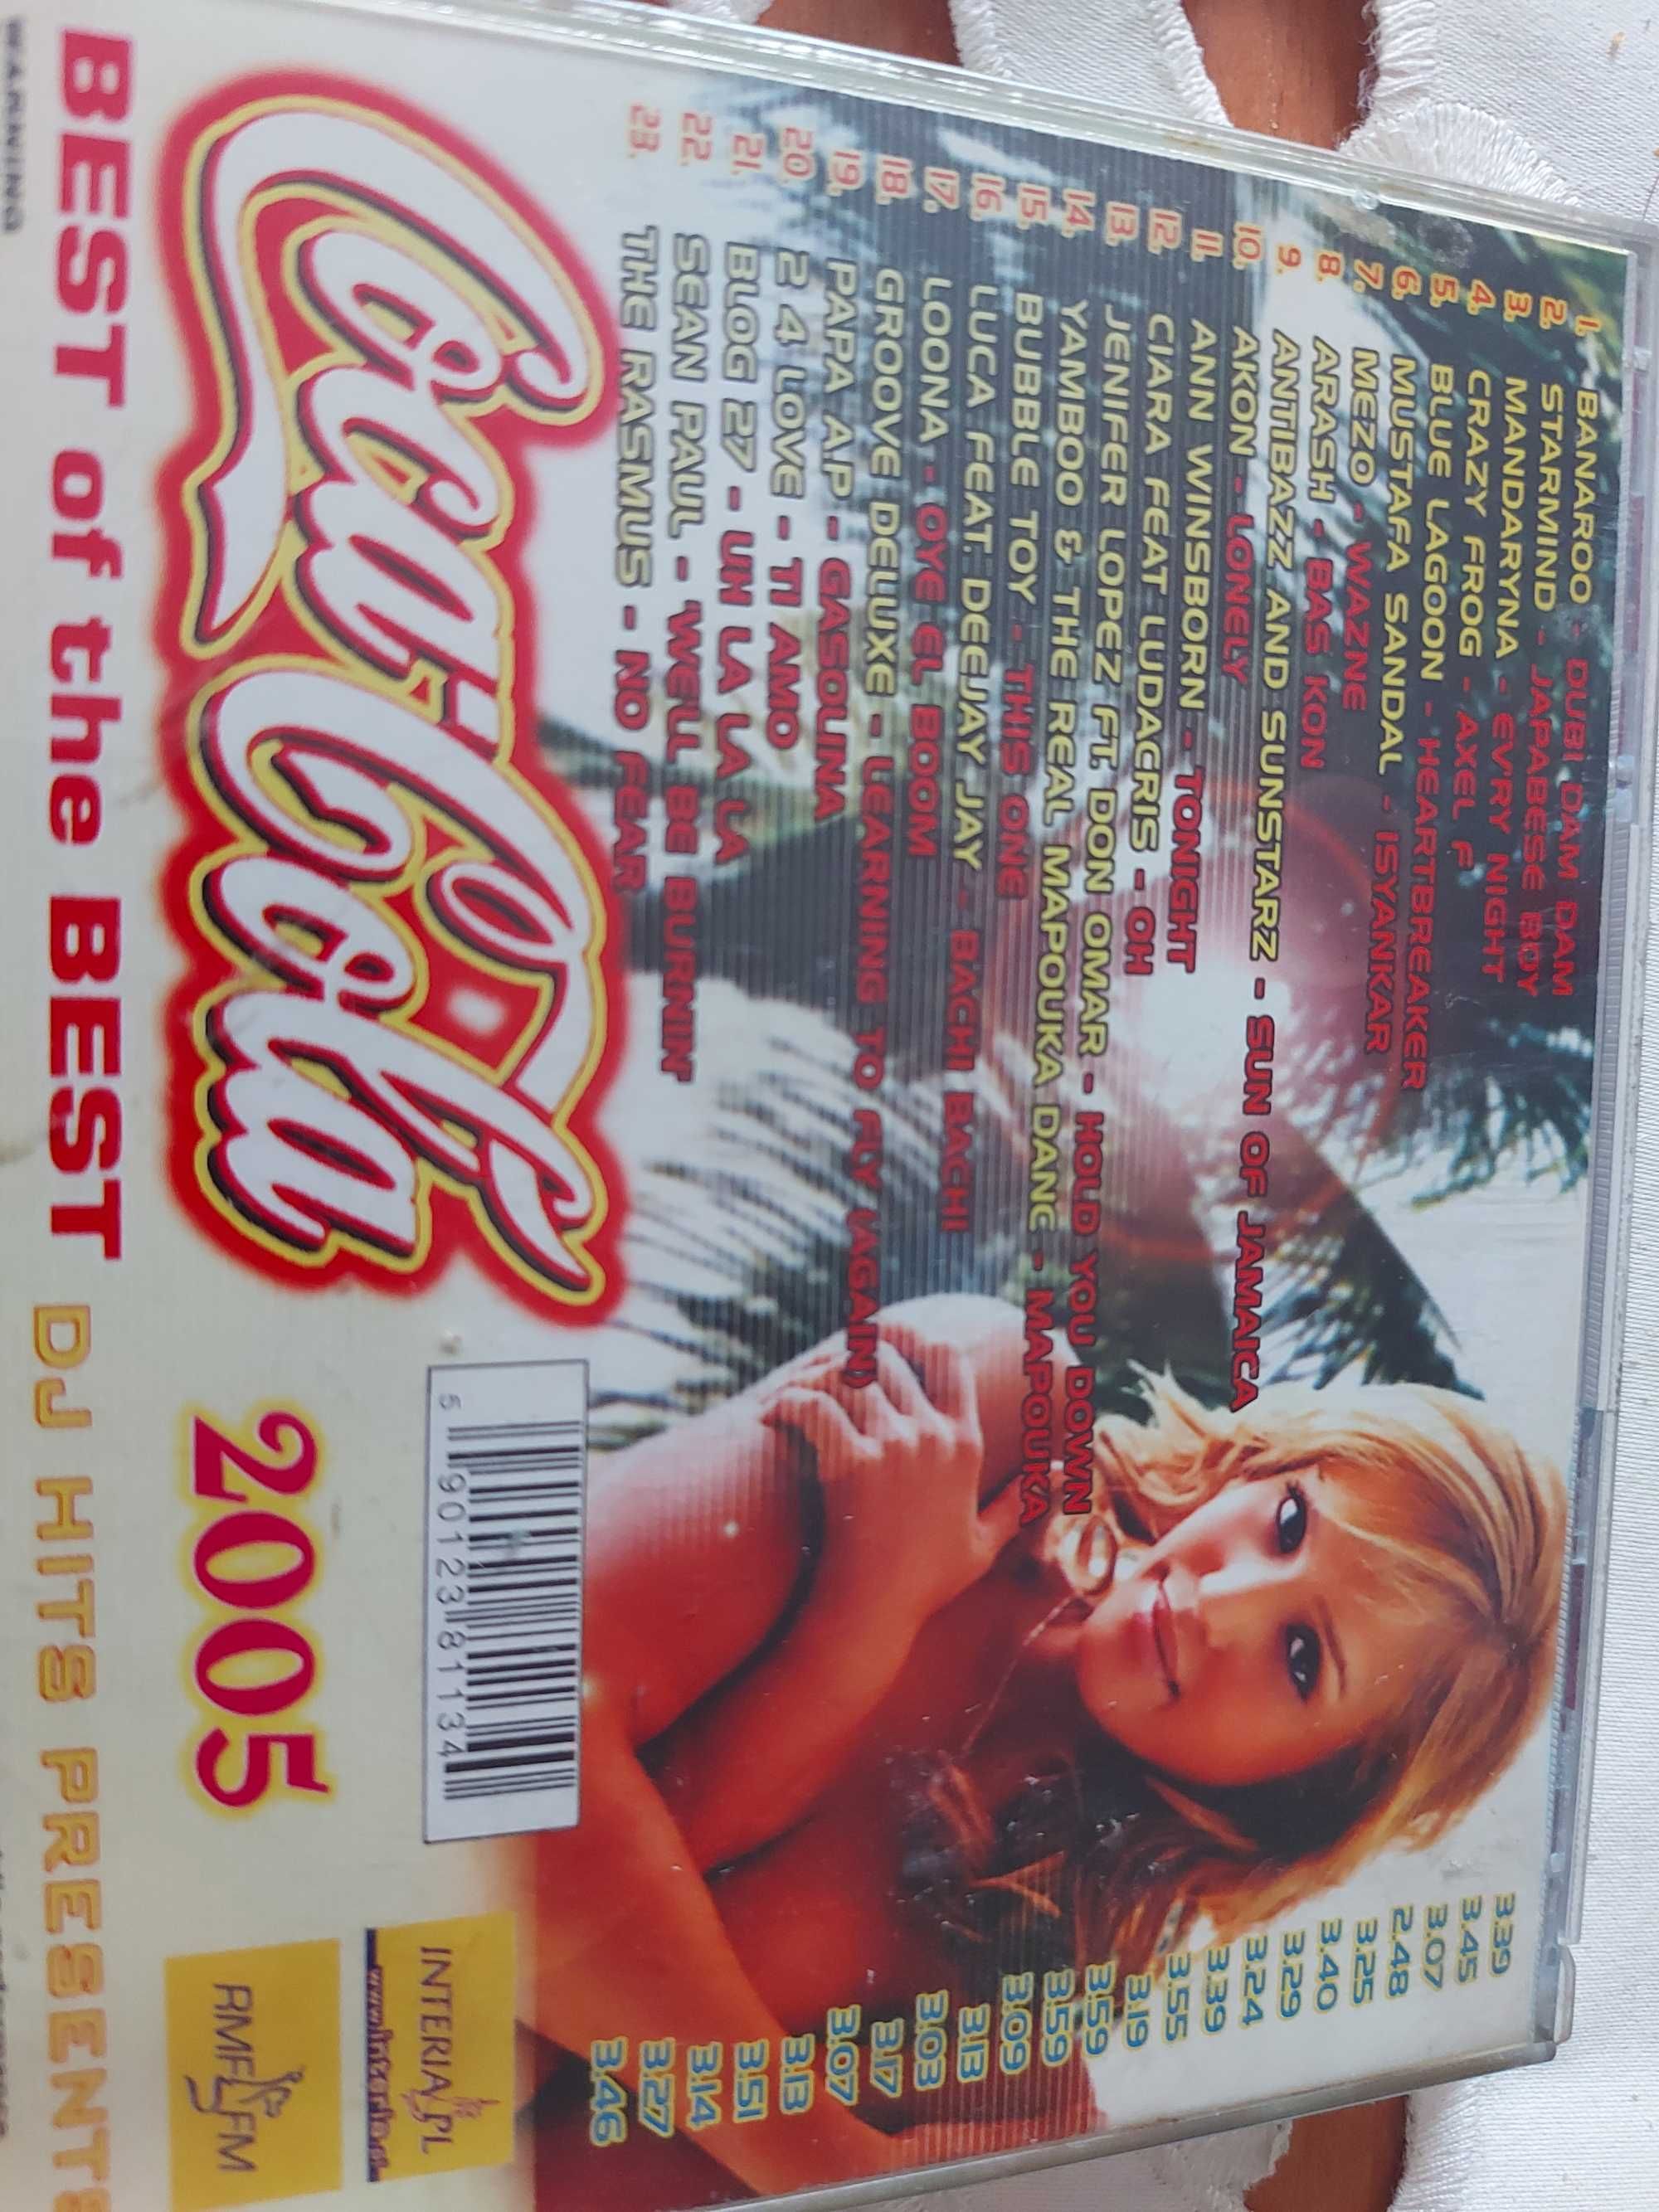 1. BANAROO - DUBI DAM DAM 3.39
2. STARMIND - JAPABESE BOY 3.45
3. MANDARYNA - EVRY NIGHT 3.07
4. CRAZY FROG - AXEL F 2.48
5. BLUE LAGOON - HEARTBREAKER 3.25
6. MUSTAFA SANDAL - ISYANKAR 3.40
7. MEZO - WAZNE 3.29
8. ARASH - BAS KON 3.24
9. ANTIBAZZ AND SUNSTARZ - SUN OF JAMAICA 3.39
10. AKON - LONELY 3.55
11. ANN WINSBORN - TONIGHT 3.19
12. CIARA FEAT LUDACRIS - OH 3.59
13. JENIFER LOPEZ FT. DON OMAR - HOLD YOU DOWN 3.59
14. YAMBOO & THE REAL MAPOUKA DANC - MAPOUKA 3.09
15. BUBBLE TOY - THIS ONE 3.13
16. LUCA FEAT. DEEJAY JAY - BACHI BACHI 3.03
17. LOONA - OYE EL BOOM 3.17
18. GROOVE DELUXE - LEARNING TO FLY (AGAIN) 3.07
19. PAPA A.P - GASOLINA 3.13
20. 2 4 LOVE - TI AMO 3.51
21. BLOG 27 - UH LA LA LA 3.14
22. SEAN PAUL - WELL BE BURNIN' 3.27
23. THE RASMUS - NO FEAR 3.46
Coca-Cola
2005
5 901238 1134
INTERIA.PL
RMF FM
BEST of the BEST DJ HITS PRESENTS
WARNING